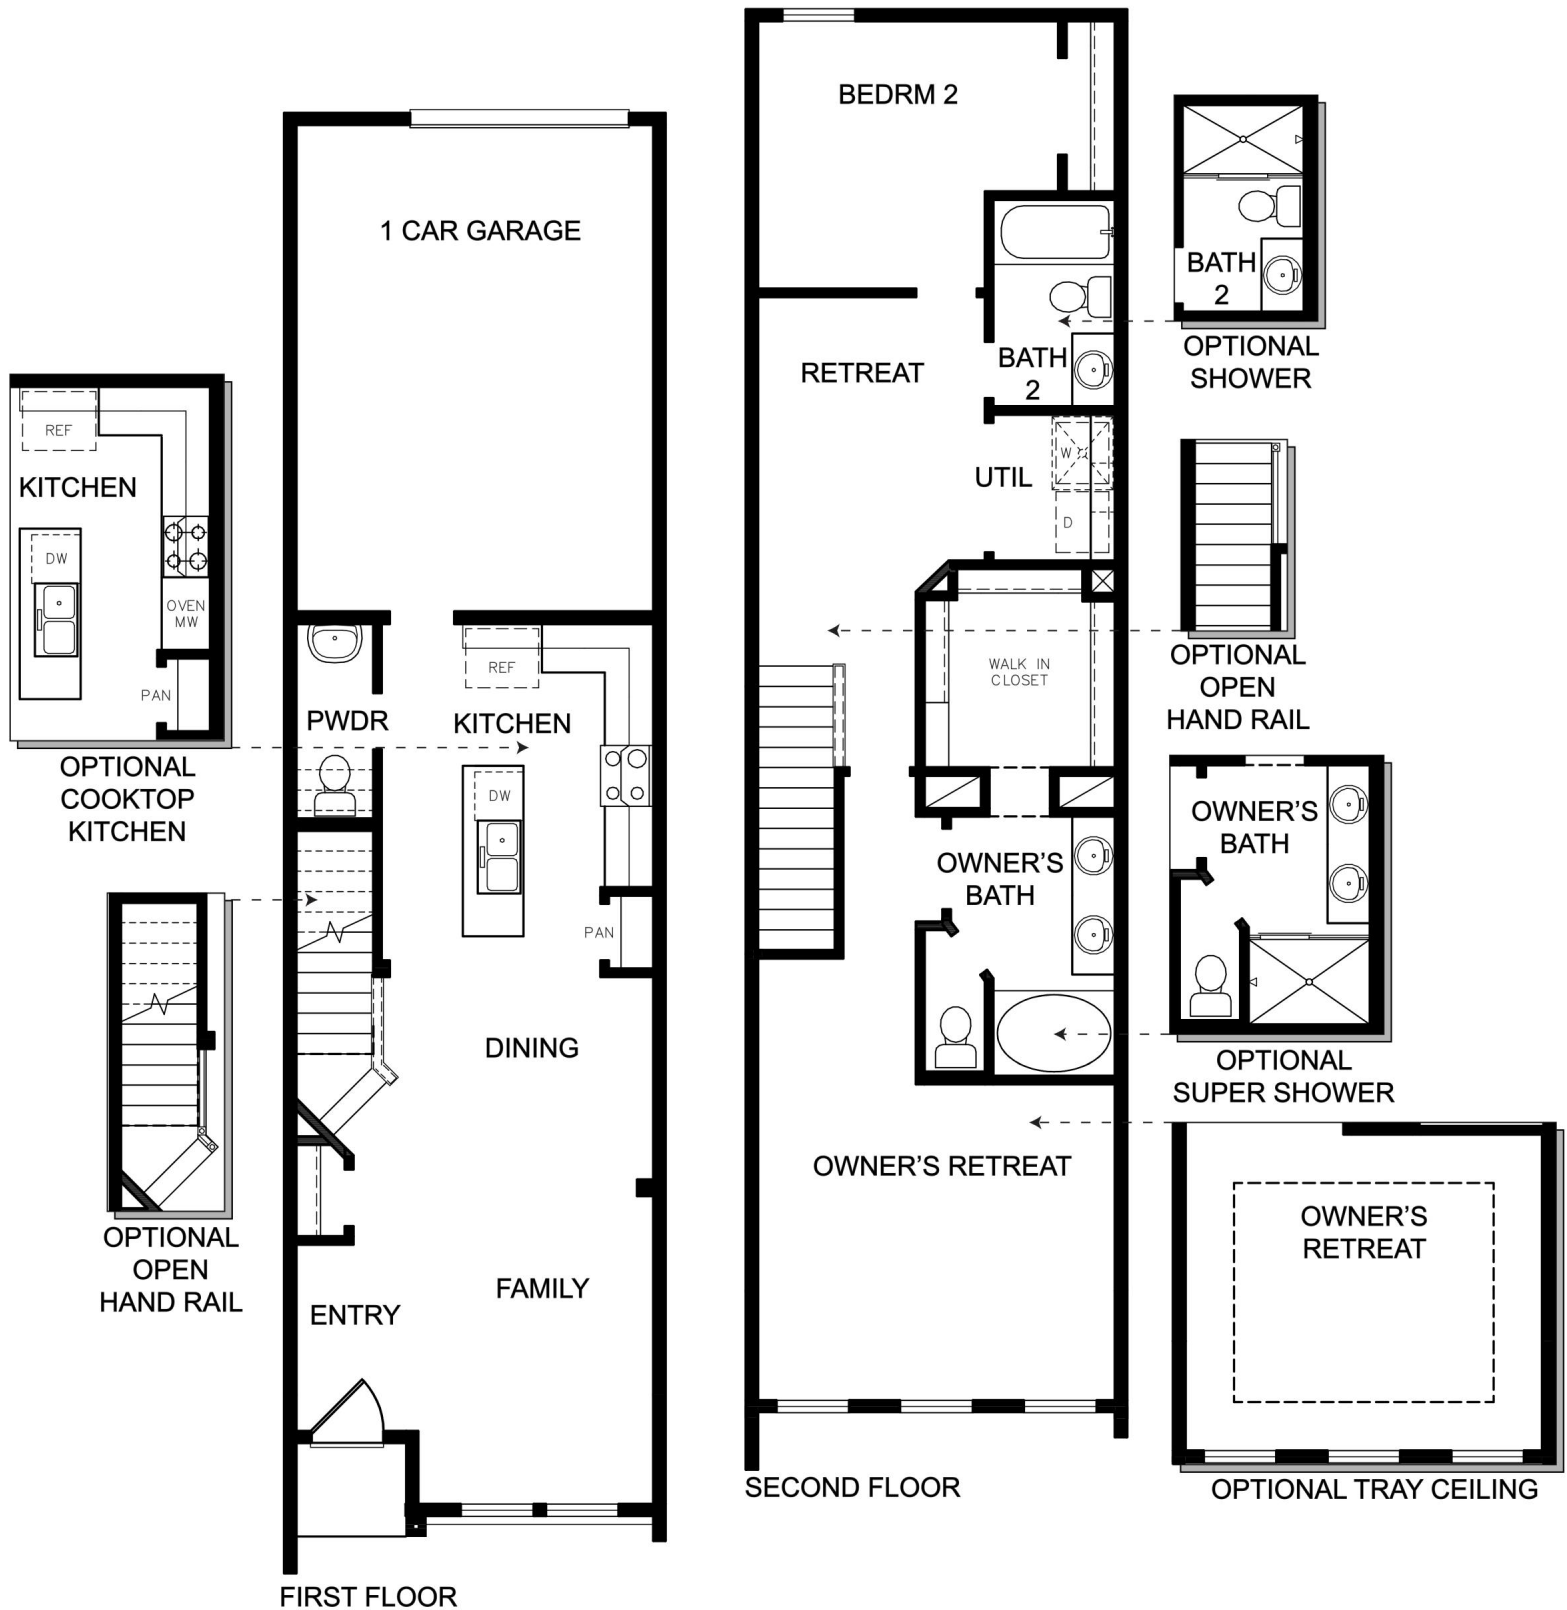 REF
KITCHEN
DW
OVEN
MW
PAN
OPTIONAL
COOKTOP
KITCHEN
OPTIONAL
OPEN
HAND RAIL
1 CAR GARAGE
REF
PWDR
KITCHEN
DW
PAN
DINING
FAMILY
ENTRY
FIRST FLOOR
BEDRM 2
RETREAT
BATH
2
W
UTIL
D
WALK IN
CLOSET
OWNER'S
BATH
OWNER'S RETREAT
SECOND FLOOR
BATH
2
OPTIONAL
SHOWER
OPTIONAL
OPEN
HAND RAIL
OWNER'S
BATH
OPTIONAL
SUPER SHOWER
OWNER'S
RETREAT
OPTIONAL TRAY CEILING